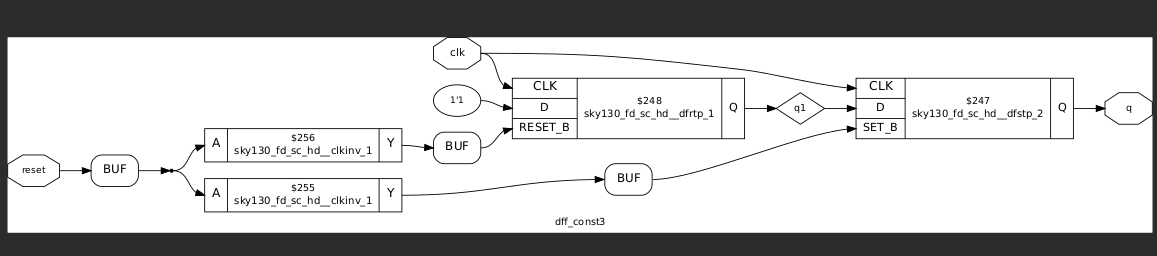 clk
CLK
D
RESET_B
$248
sky130_fd_sc_hd__dfrtp_1
Q
1'1
q1
CLK
D
SET_B
$247
sky130_fd_sc_hd__dfstp_2
Q
q
A
$256
sky130_fd_sc_hd__clkinv_1
Y
BUF
reset
BUF
A
$255
sky130_fd_sc_hd__clkinv_1
Y
BUF
dff_const3